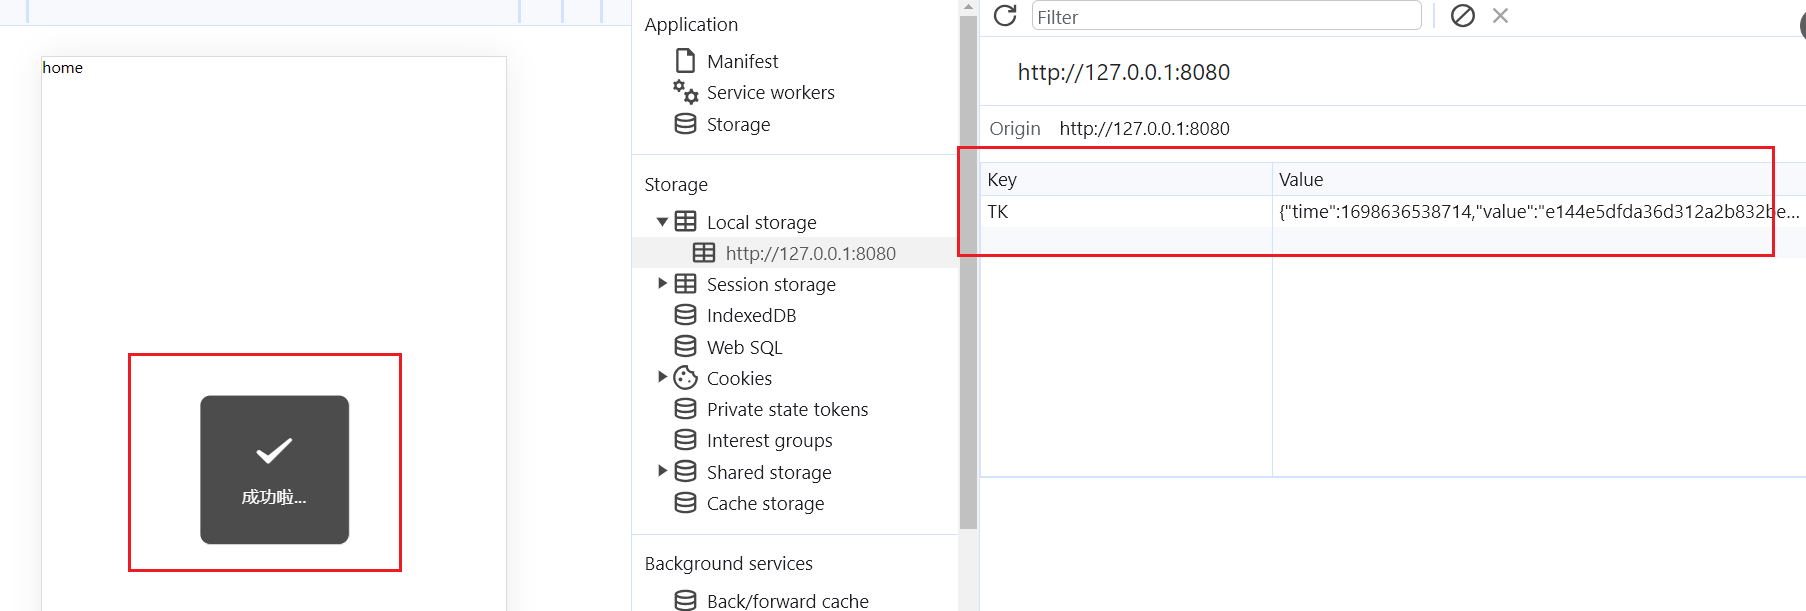 home
成功啦...
Application
Manifest
Service workers
Storage
Storage
Local storage
http://127.0.0.1:8080
Session storage
IndexedDB
Web SQL
Cookies
Private state tokens
Interest groups
Shared storage
Cache storage
Background services
Back/forward cache
Filter
http://127.0.0.1:8080
Origin http://127.0.0.1:8080
Key Value
TK {"time":1698636538714,"value":"e144e5dfda36d312a2b832be...